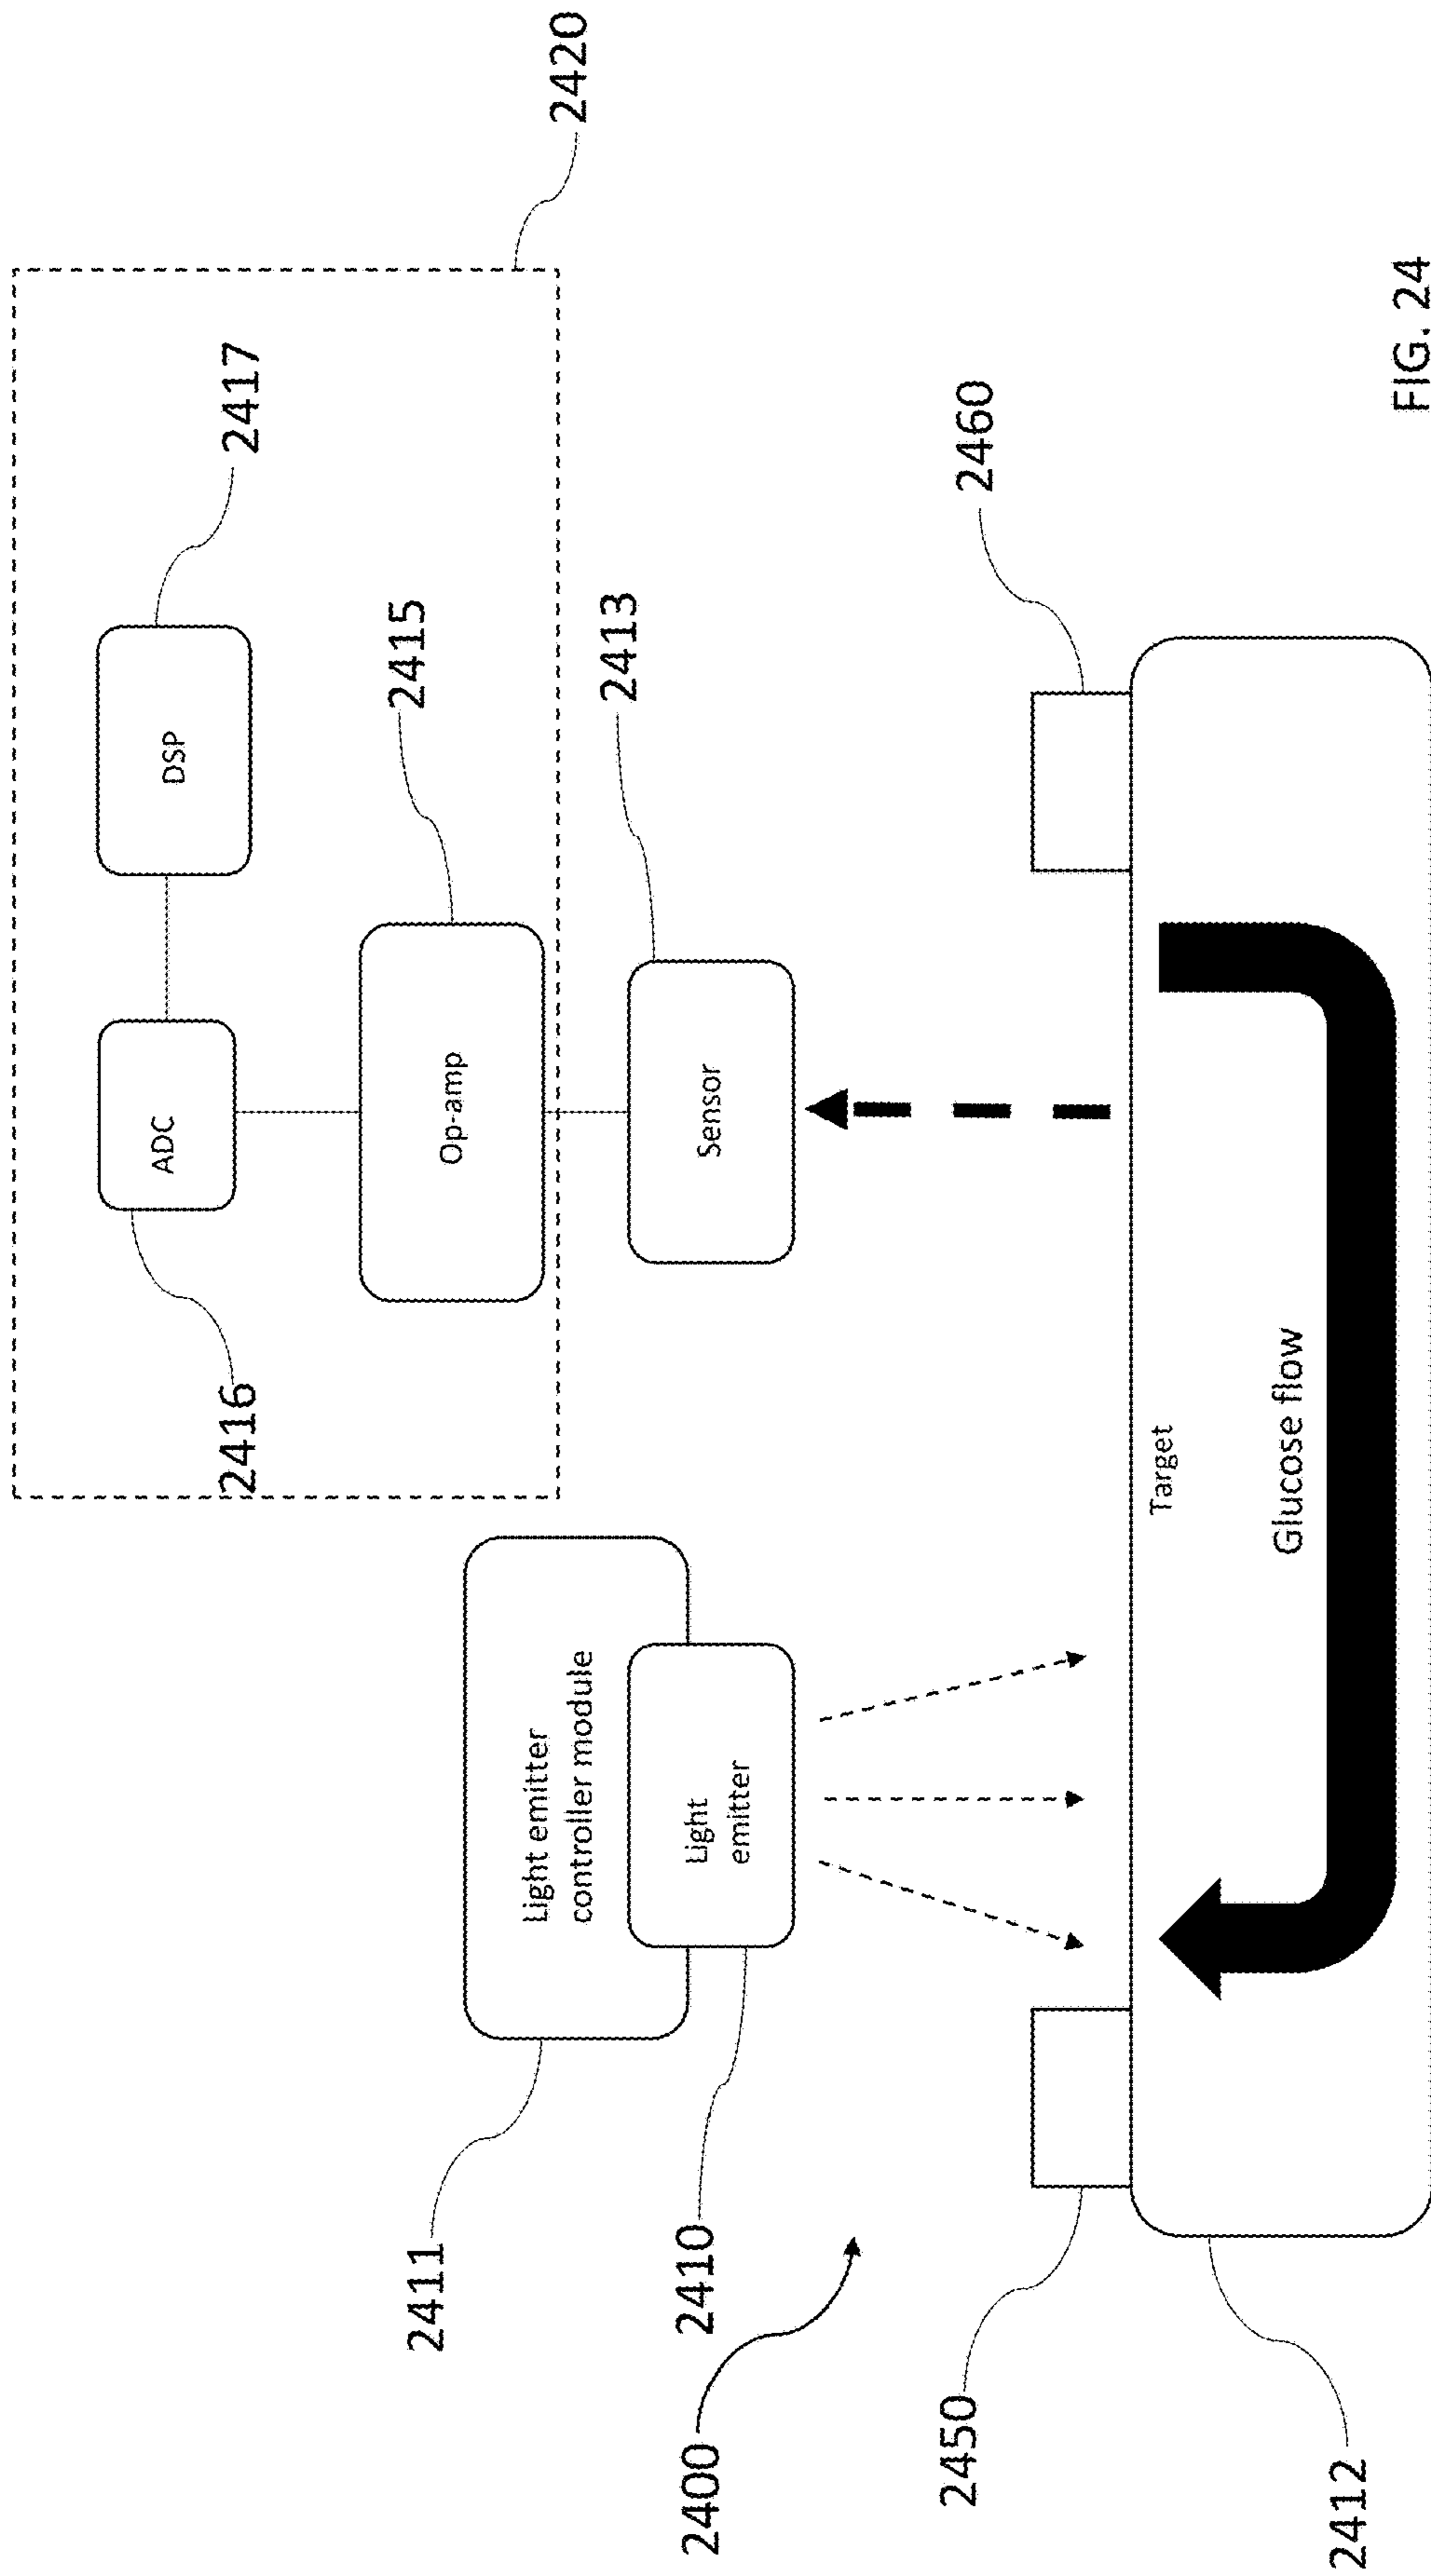 2420
2417
DSP
2416
ADC
2415
Op-amp
2413
Sensor
2411
Light emitter
controller module
2410
Light
emitter
2400
2450
2460
2412
Target
Glucose flow
FIG. 24